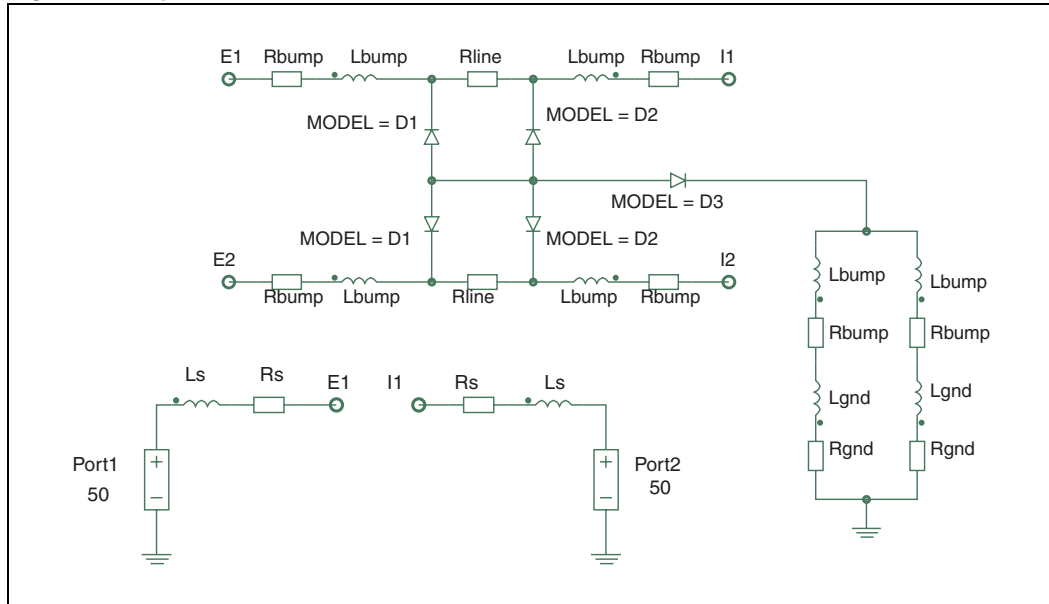 E1 Rbump Lbump Rline Lbump Rbump I1
MODEL = D1 MODEL = D2
MODEL = D3
MODEL = D1 MODEL = D2
E2 I2
Rbump Lbump Rline Lbump Rbump
Lbump Lbump
Rbump Rbump
Lgnd Lgnd
Rgnd Rgnd
Ls Rs E1 I1 Rs Ls
+ +
Port1 Port2
50 50
− −